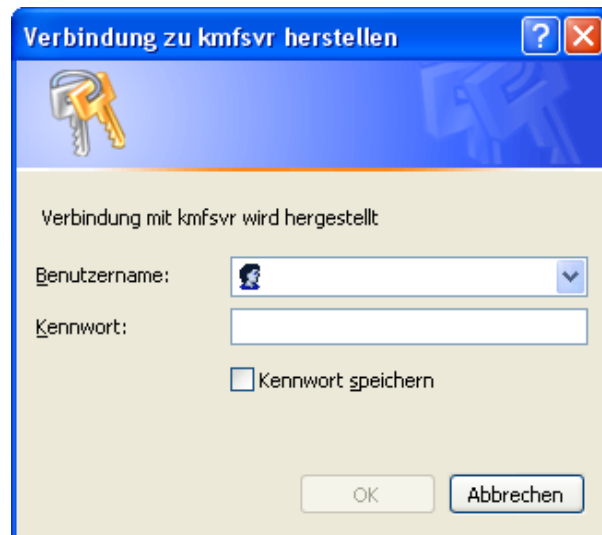 Verbindung zu kmfsvr herstellen
Verbindung mit kmfsvr wird hergestellt
Benutzername:
Kennwort:
Kennwort speichern
OK Abbrechen